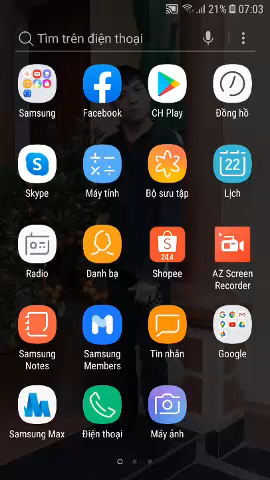 21% 07:03
Tìm trên điện thoại
Samsung
Facebook
CH Play
Đồng hồ
22
Skype
Máy tính
Bộ sưu tập
Lịch
24.4
Radio
Danh bạ
Shopee
AZ Screen
Recorder
Samsung
Notes
Samsung
Members
Tin nhắn
Google
Samsung Max
Điện thoại
Máy ảnh